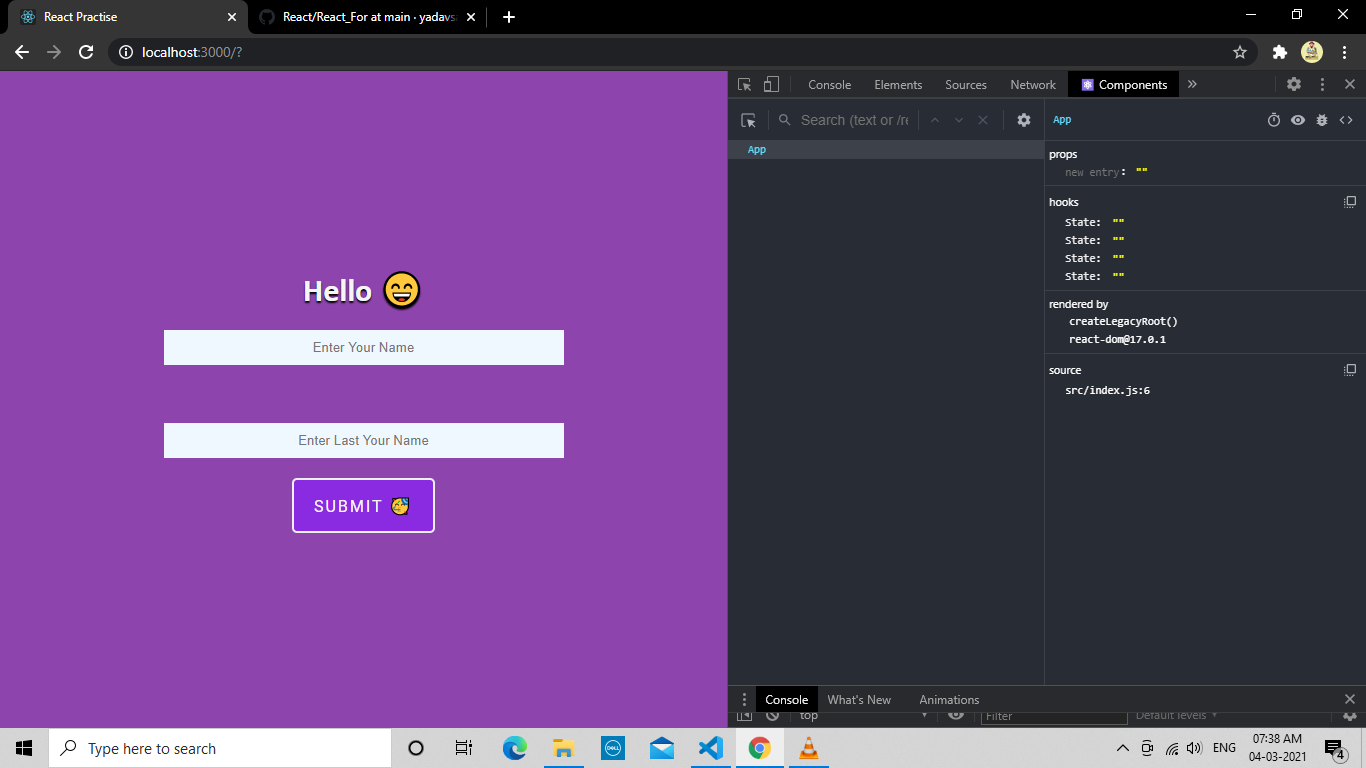 React Practise
React/React_For at main · yadavsa
localhost:3000/?
Hello
Enter Your Name
Enter Last Your Name
SUBMIT
Console Elements Sources Network Components
Search (text or /re
App
App
props
new entry: ""
hooks
State: ""
State: ""
State: ""
State: ""
rendered by
createLegacyRoot()
react-dom@17.0.1
source
src/index.js:6
Console What's New Animations
top Filter Default levels
Type here to search
DELL
ENG
07:38 AM
04-03-2021
4